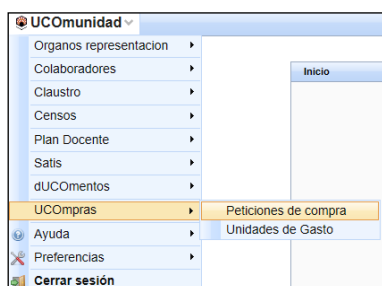 UCOmunidad
Organos representacion
Colaboradores
Inicio
Claustro
Censos
Plan Docente
Satis
dUCOmentos
UCOmpras
Peticiones de compra
Ayuda
Unidades de Gasto
Preferencias
Cerrar sesión